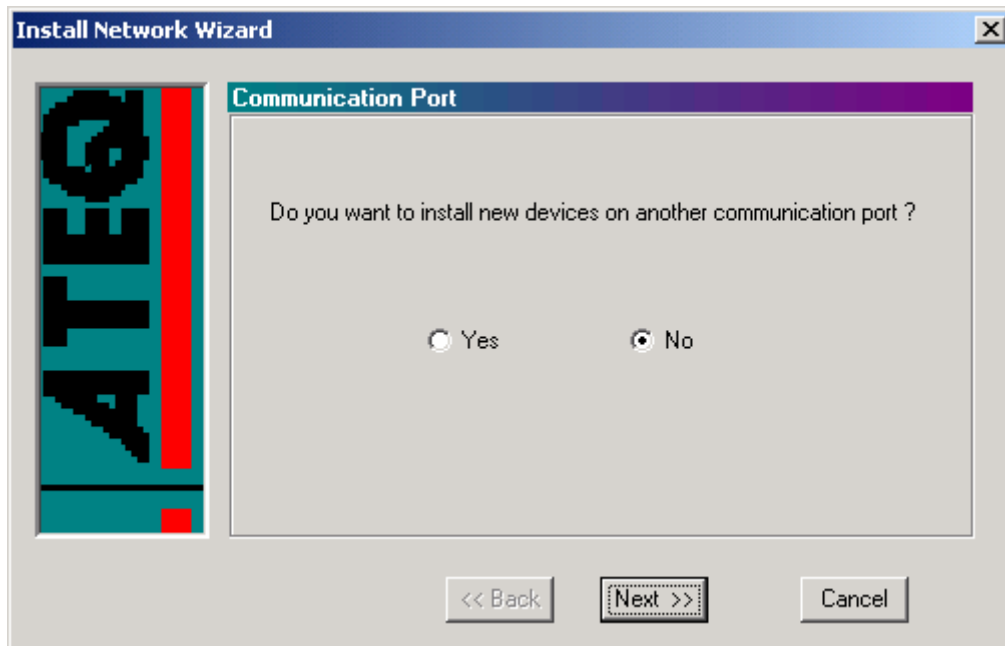 Install Network Wizard
ATEQ
Communication Port
Do you want to install new devices on another communication port ?
Yes No
<< Back Next >> Cancel